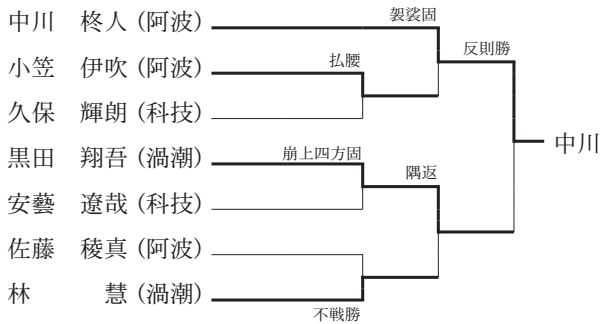 中川　柊人（阿波）
小笠　伊吹（阿波）
久保　輝朗（科技）
黒田　翔吾（渦潮）
安藝　遼哉（科技）
佐藤　稜真（阿波）
林　　　慧（渦潮）
袈裟固
払腰
反則勝
崩上四方固
隅返
不戦勝
中川